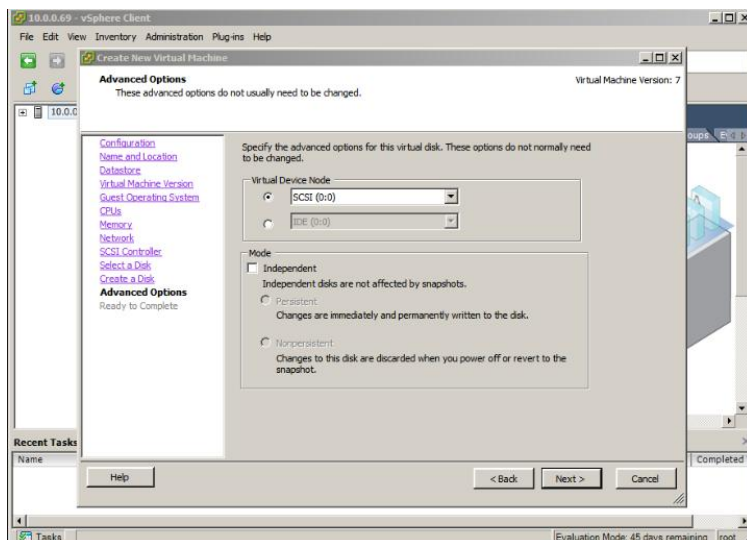 10.0.0.69 - vSphere Client
File Edit View Inventory Administration Plug-ins Help
Create New Virtual Machine
Advanced Options
These advanced options do not usually need to be changed.
Virtual Machine Version: 7
10.0.0
oups
Configuration
Name and Location
Datastore
Virtual Machine Version
Guest Operating System
CPUs
Memory
Network
SCSI Controller
Select a Disk
Create a Disk
Advanced Options
Ready to Complete
Specify the advanced options for this virtual disk. These options do not normally need
to be changed.
Virtual Device Node
SCSI (0:0)
IDE (0:0)
Mode
Independent
Independent disks are not affected by snapshots.
Persistent
Changes are immediately and permanently written to the disk.
Nonpersistent
Changes to this disk are discarded when you power off or revert to the
snapshot.
Recent Tasks
Name
Completed
Help
< Back
Next >
Cancel
Tasks
Evaluation Mode: 45 days remaining
root